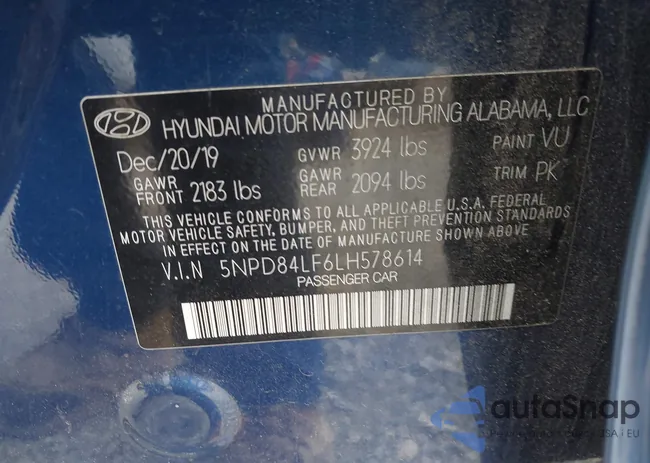 MANUFACTURED BY
HYUNDAI MOTOR MANUFACTURING ALABAMA, LLC
Dec/20/19 GVWR 3924 lbs PAINT VU
GAWR FRONT 2183 lbs GAWR REAR 2094 lbs TRIM PK
THIS VEHICLE CONFORMS TO ALL APPLICABLE U.S.A. FEDERAL
MOTOR VEHICLE SAFETY, BUMPER, AND THEFT PREVENTION STANDARDS
IN EFFECT ON THE DATE OF MANUFACTURE SHOWN ABOVE.
V.I.N 5NPD84LF6LH578614
PASSENGER CAR
autoSnap
USA - EU